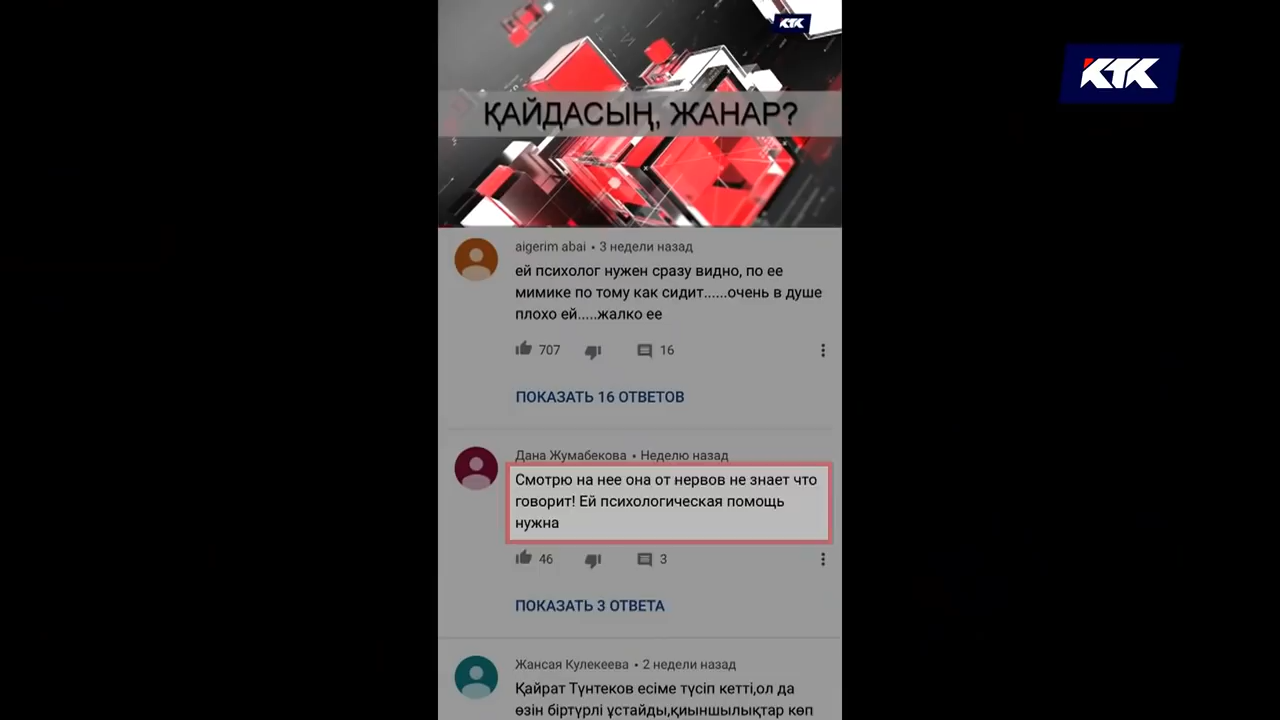 КТК
КТК
ҚАЙДАСЫҢ, ЖАНАР?
aigerim abai • 3 недели назад
ей психолог нужен сразу видно, по ее
мимике по тому как сидит......очень в душе
плохо ей.....жалко ее
707 16
ПОКАЗАТЬ 16 ОТВЕТОВ
Дана Жумабекова • Неделю назад
Смотрю на нее она от нервов не знает что
говорит! Ей психологическая помощь
нужна
46 3
ПОКАЗАТЬ 3 ОТВЕТА
Жансая Кулекеева • 2 недели назад
Қайрат Түнтеков есіме түсіп кетті,ол да
өзін біртүрлі ұстайды,қиыншылықтар көп